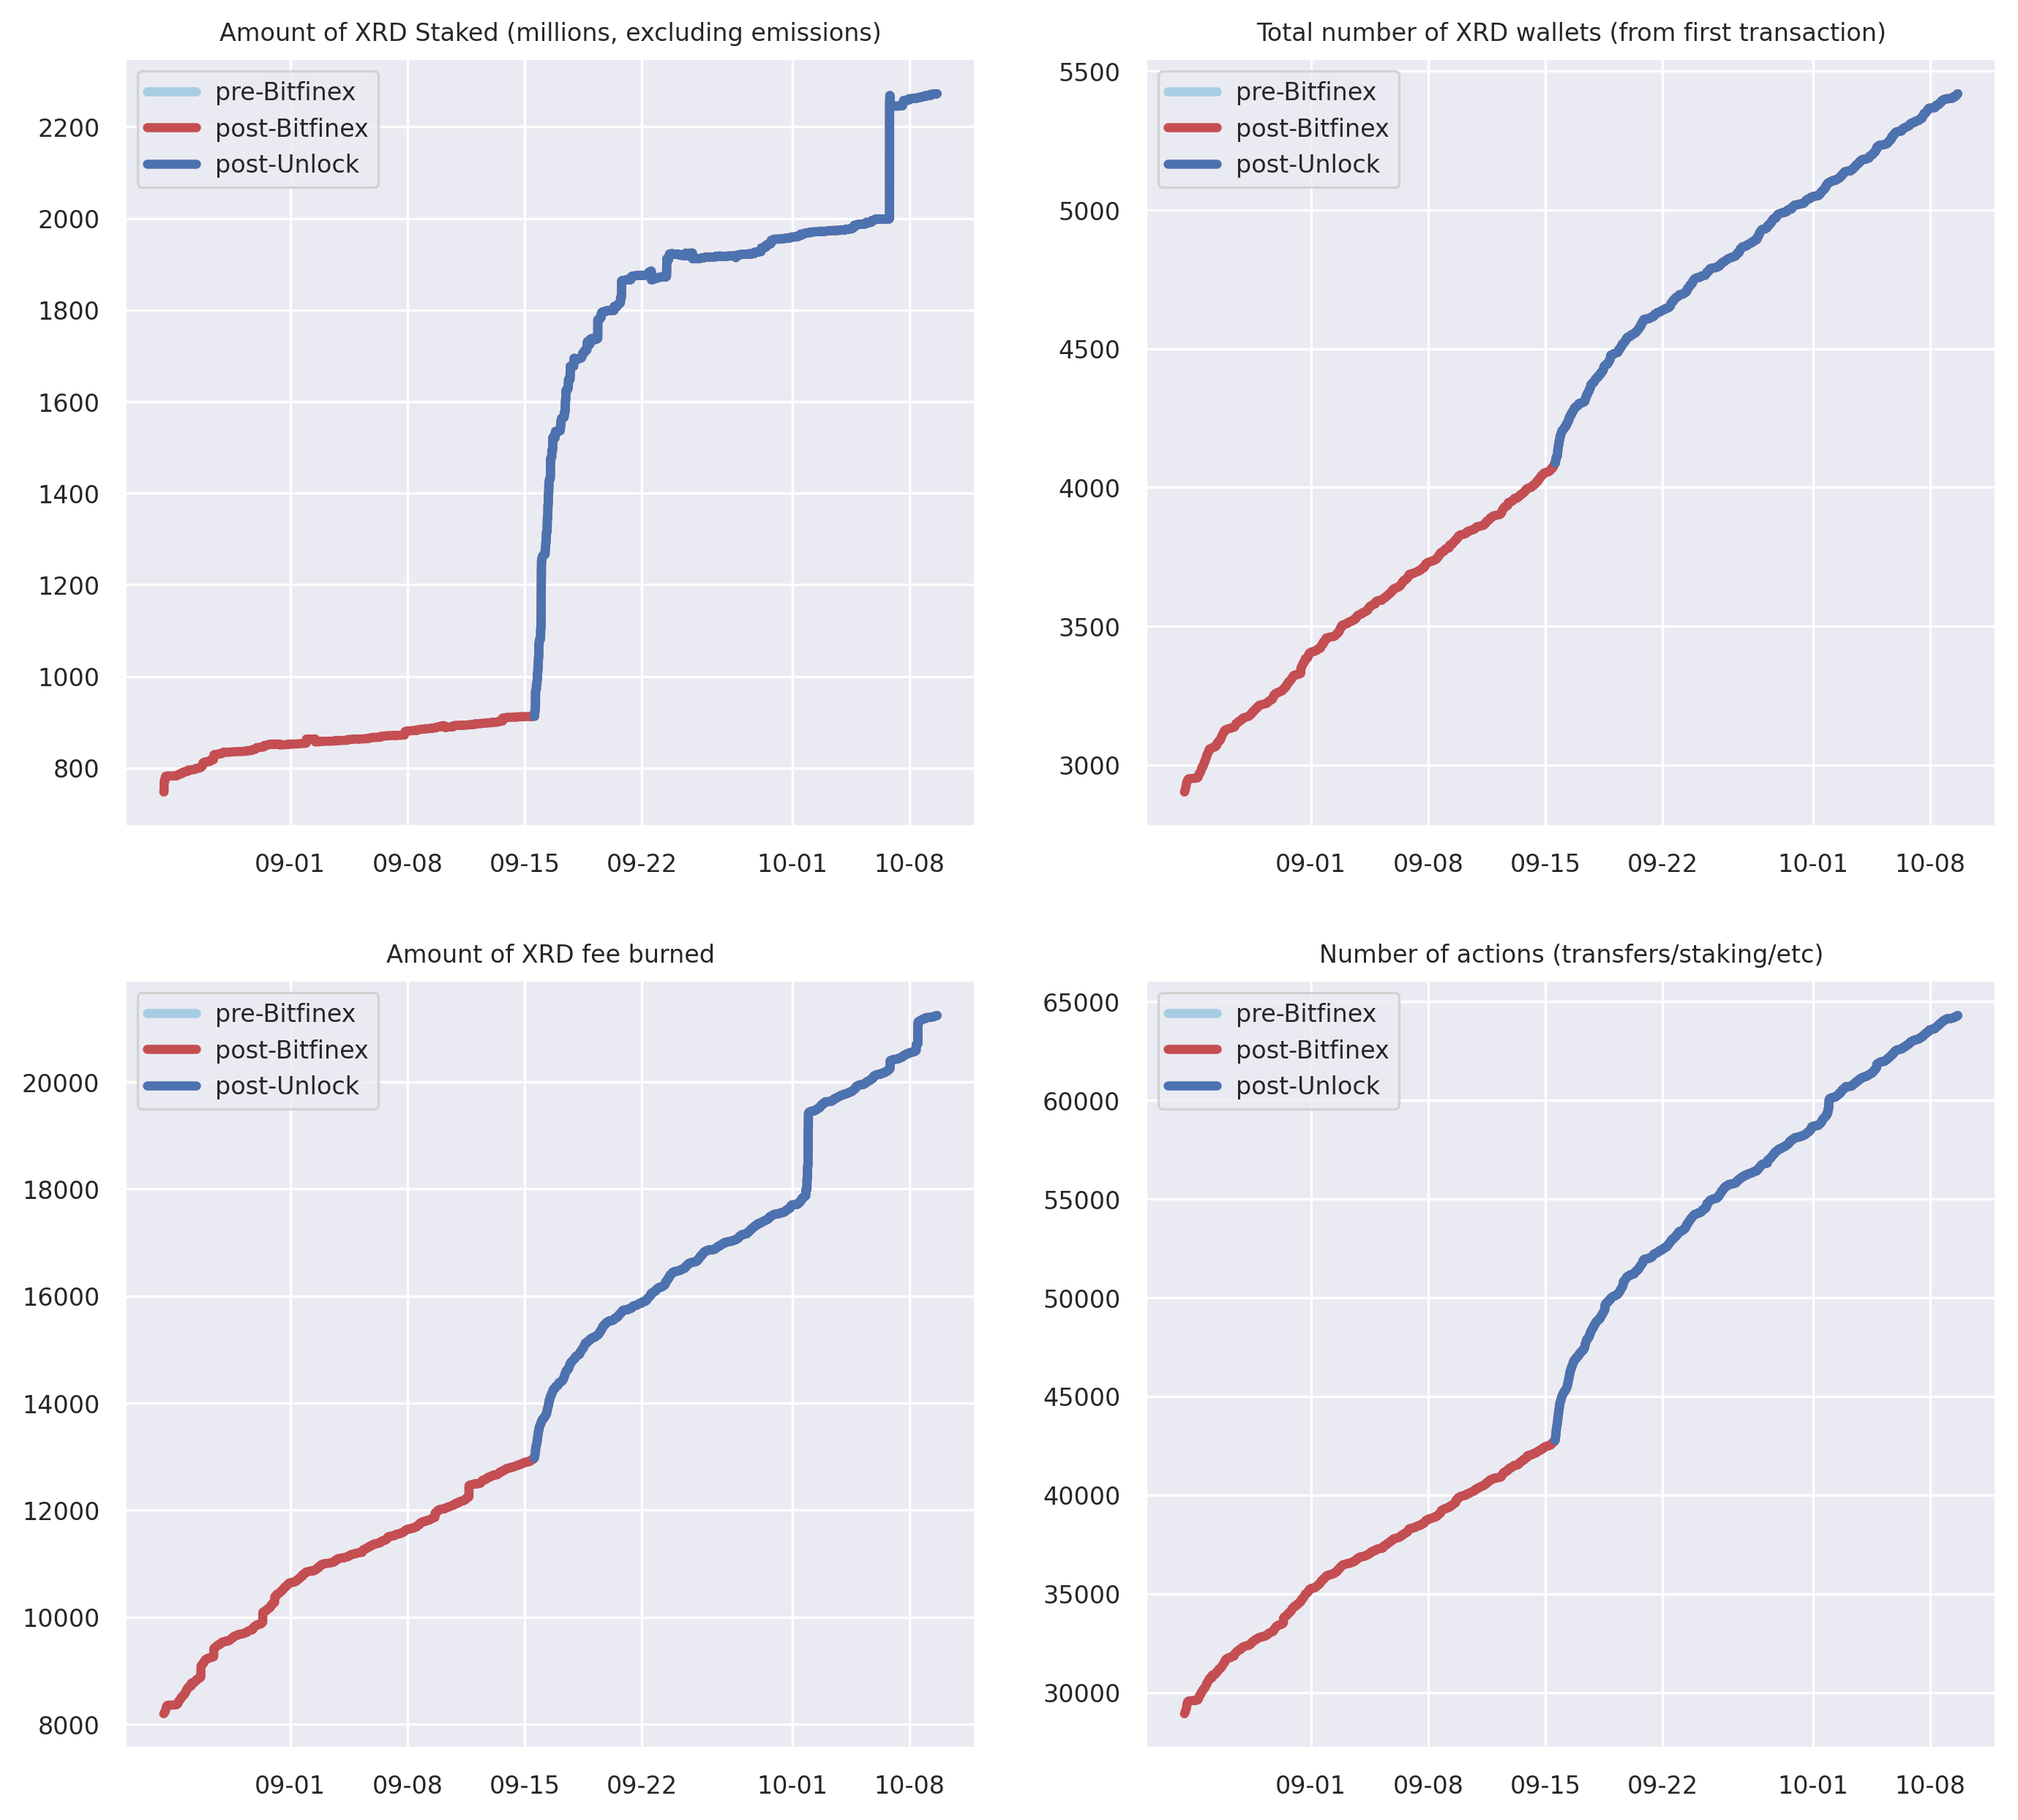 Amount of XRD Staked (millions, excluding emissions)
pre-Bitfinex
post-Bitfinex
post-Unlock
2200
2000
1800
1600
1400
1200
1000
800
09-01 09-08 09-15 09-22 10-01 10-08
Total number of XRD wallets (from first transaction)
pre-Bitfinex
post-Bitfinex
post-Unlock
5500
5000
4500
4000
3500
3000
09-01 09-08 09-15 09-22 10-01 10-08
Amount of XRD fee burned
pre-Bitfinex
post-Bitfinex
post-Unlock
20000
18000
16000
14000
12000
10000
8000
09-01 09-08 09-15 09-22 10-01 10-08
Number of actions (transfers/staking/etc)
pre-Bitfinex
post-Bitfinex
post-Unlock
65000
60000
55000
50000
45000
40000
35000
30000
09-01 09-08 09-15 09-22 10-01 10-08